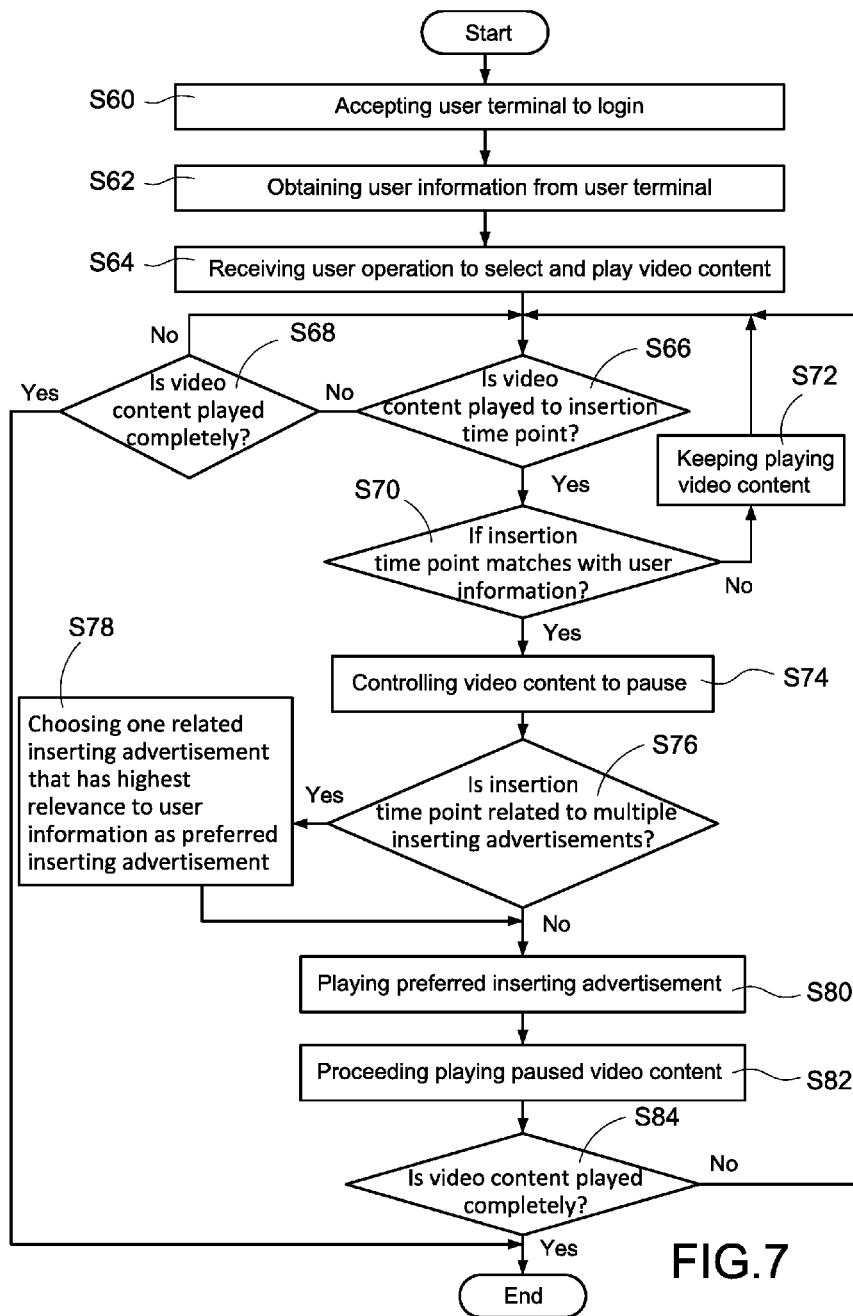 Start
S60
Accepting user terminal to login
S62
Obtaining user information from user terminal
S64
Receiving user operation to select and play video content
No
S68
S66
Yes
Is video
content played
completely?
No
Is video
content played to insertion
time point?
S72
Keeping playing
video content
Yes
S70
If insertion
time point matches with user
information?
No
Yes
S78
Controlling video content to pause
S74
Choosing one related
inserting advertisement
that has highest
relevance to user
information as preferred
inserting advertisement
Yes
S76
Is insertion
time point related to multiple
inserting advertisements?
No
Playing preferred inserting advertisement
S80
Proceeding playing paused video content
S82
S84
Is video content played
completely?
No
Yes
End
FIG.7